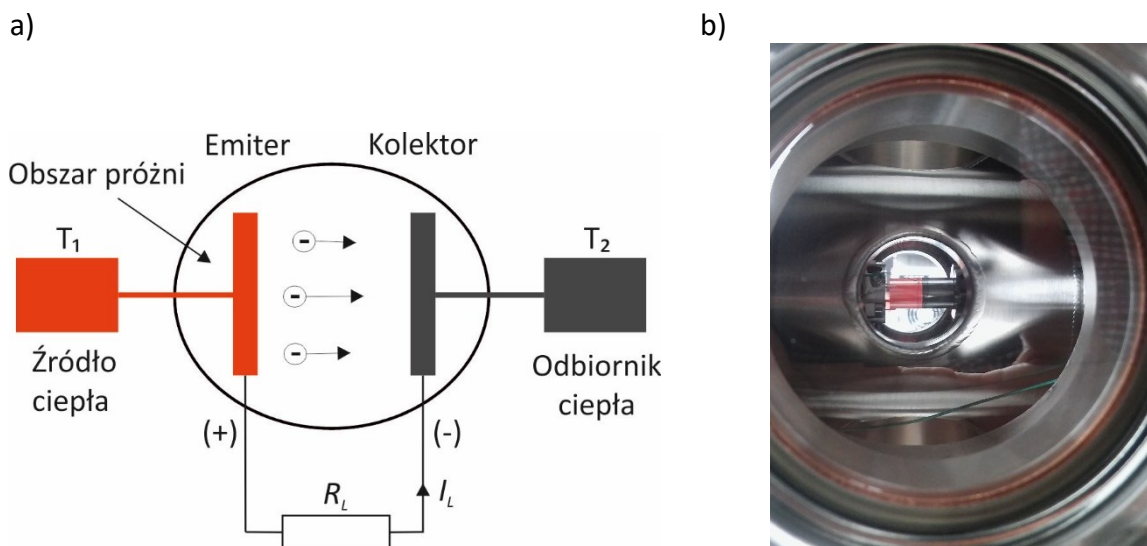 a)
b)
Emiter
Kolektor
Obszar próżni
T₁
T₂
Źródło
ciepła
Odbiornik
ciepła
(+)
(-)
R_L
I_L